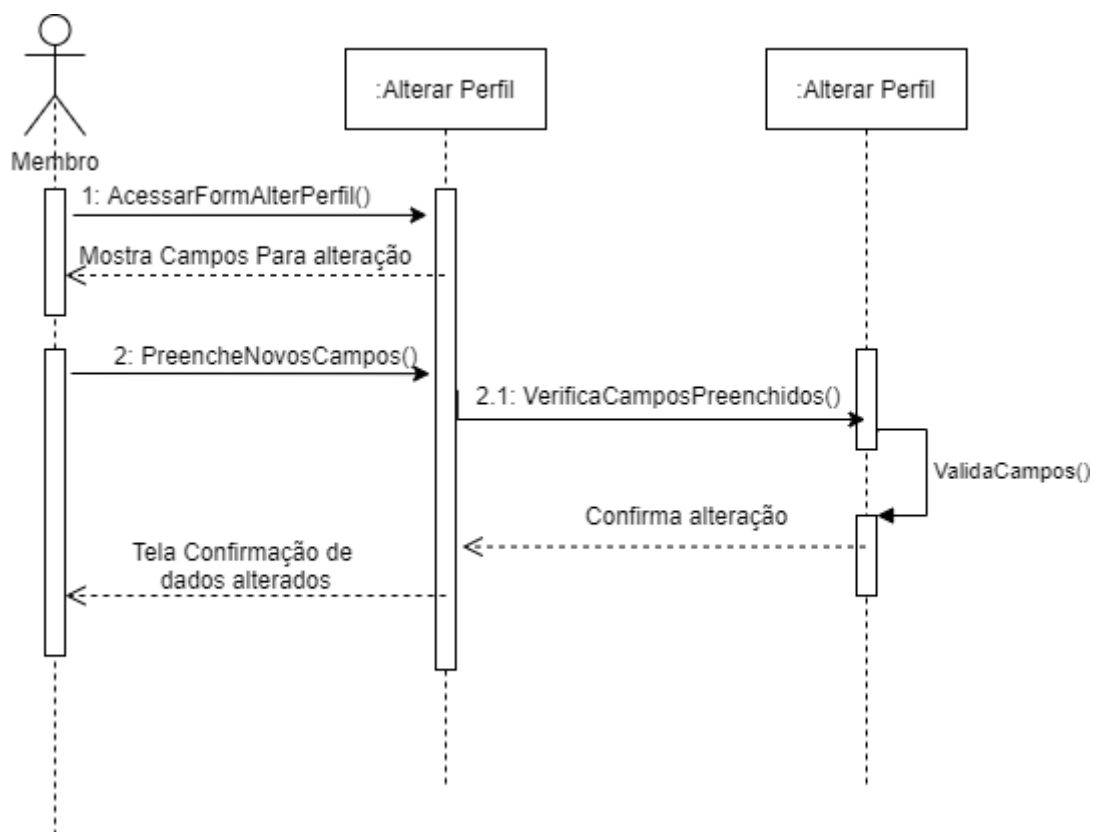 :Alterar Perfil
:Alterar Perfil
Membro
1: AcessarFormAlterPerfil()
Mostra Campos Para alteração
2: PreencheNovosCampos()
2.1: VerificaCamposPreenchidos()
ValidaCampos()
Confirma alteração
Tela Confirmação de
dados alterados